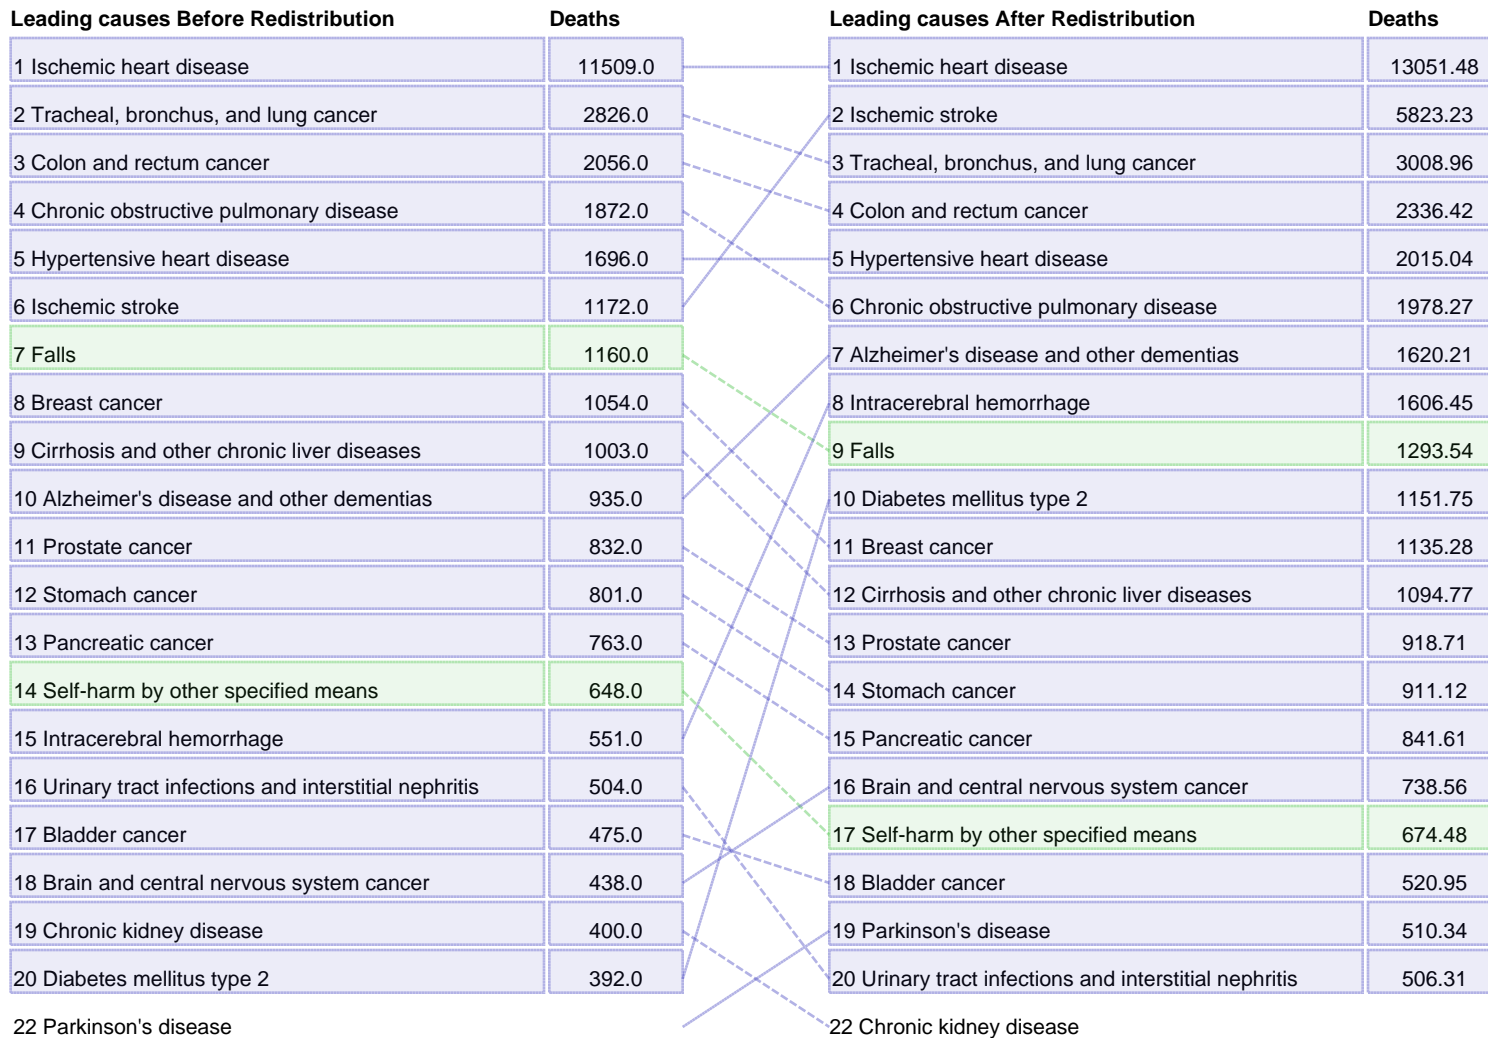 Leading causes Before Redistribution Deaths Leading causes After Redistribution Deaths
1 Ischemic heart disease 11509.0 1 Ischemic heart disease 13051.48
2 Tracheal, bronchus, and lung cancer 2826.0 2 Ischemic stroke 5823.23
3 Colon and rectum cancer 2056.0 3 Tracheal, bronchus, and lung cancer 3008.96
4 Chronic obstructive pulmonary disease 1872.0 4 Colon and rectum cancer 2336.42
5 Hypertensive heart disease 1696.0 5 Hypertensive heart disease 2015.04
6 Ischemic stroke 1172.0 6 Chronic obstructive pulmonary disease 1978.27
7 Falls 1160.0 7 Alzheimer's disease and other dementias 1620.21
8 Breast cancer 1054.0 8 Intracerebral hemorrhage 1606.45
9 Cirrhosis and other chronic liver diseases 1003.0 9 Falls 1293.54
10 Alzheimer's disease and other dementias 935.0 10 Diabetes mellitus type 2 1151.75
11 Prostate cancer 832.0 11 Breast cancer 1135.28
12 Stomach cancer 801.0 12 Cirrhosis and other chronic liver diseases 1094.77
13 Pancreatic cancer 763.0 13 Prostate cancer 918.71
14 Self-harm by other specified means 648.0 14 Stomach cancer 911.12
15 Intracerebral hemorrhage 551.0 15 Pancreatic cancer 841.61
16 Urinary tract infections and interstitial nephritis 504.0 16 Brain and central nervous system cancer 738.56
17 Bladder cancer 475.0 17 Self-harm by other specified means 674.48
18 Brain and central nervous system cancer 438.0 18 Bladder cancer 520.95
19 Chronic kidney disease 400.0 19 Parkinson's disease 510.34
20 Diabetes mellitus type 2 392.0 20 Urinary tract infections and interstitial nephritis 506.31
22 Parkinson's disease 22 Chronic kidney disease